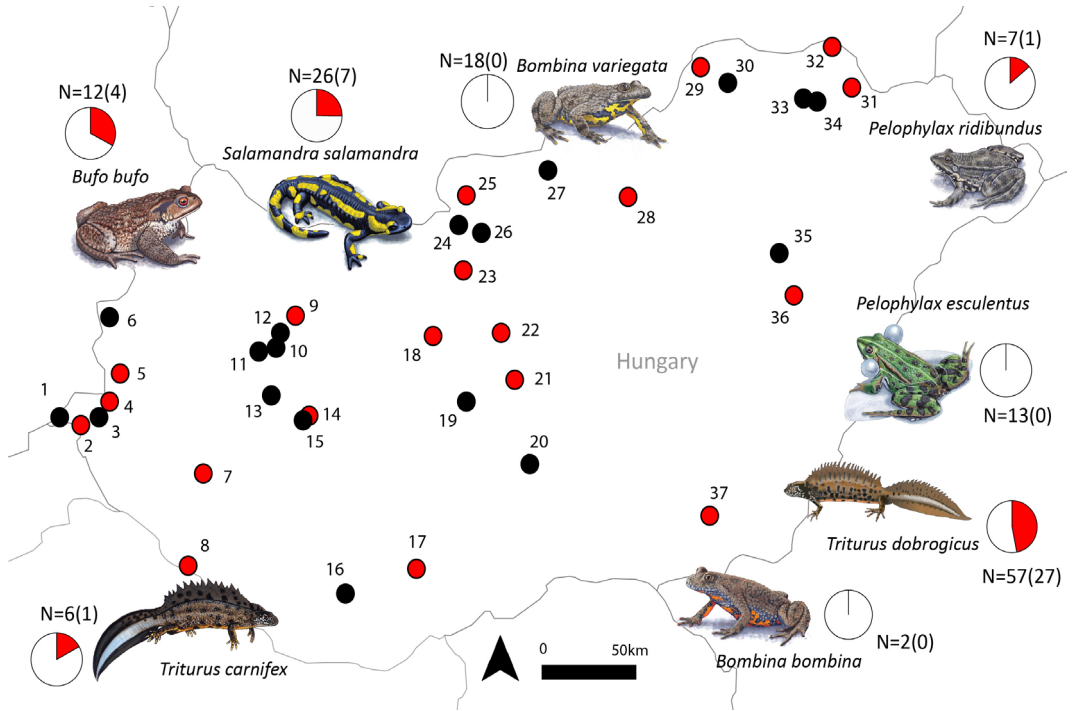 N=12(4)
Bufo bufo
N=26(7)
Salamandra salamandra
N=18(0)
Bombina variegata
N=7(1)
Pelophylax ridibundus
29
30
32
31
33
34
25
24
26
27
28
23
35
36
6
12
9
11
10
18
22
5
21
1
4
2
3
13
14
15
19
20
7
Hungary
Pelophylax esculentus
N=13(0)
37
Triturus dobrogicus
N=57(27)
8
16
17
N=6(1)
Triturus carnifex
0
50km
Bombina bombina
N=2(0)